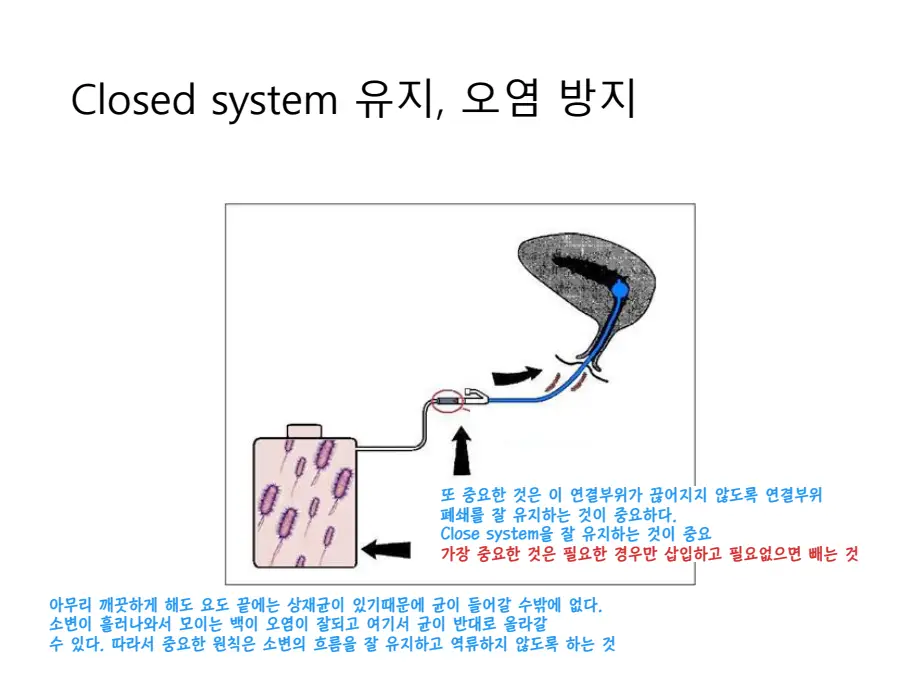 Closed system 유지, 오염 방지
또 중요한 것은 이 연결부위가 끊어지지 않도록 연결부위
폐쇄를 잘 유지하는 것이 중요하다.
Close system을 잘 유지하는 것이 중요
가장 중요한 것은 필요한 경우만 삽입하고 필요없으면 빼는 것
아무리 깨끗하게 해도 요도 끝에는 상재균이 있기때문에 균이 들어갈 수밖에 없다.
소변이 흘러나와서 모이는 백이 오염이 잘되고 여기서 균이 반대로 올라갈
수 있다. 따라서 중요한 원칙은 소변의 흐름을 잘 유지하고 역류하지 않도록 하는 것